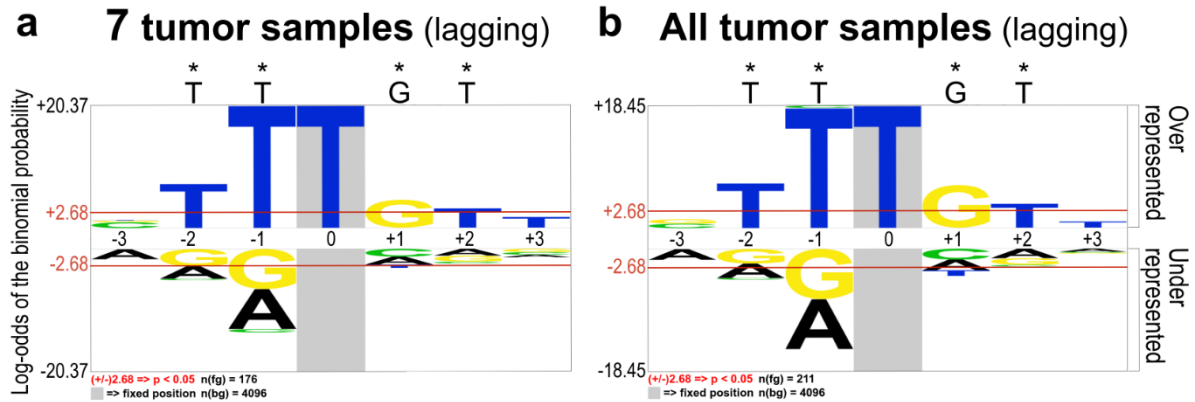 a 7 tumor samples (lagging)
* * * *
T T G T
Log-odds of the binomial probability
+20.37
+2.68
-3 -2 -1 0 +1 +2 +3
-2.68
-20.37
T T T G T T
A G A G A C A A
(+/-)2.68 => p < 0.05 n(fg) = 176
=> fixed position n(bg) = 4096
b All tumor samples (lagging)
* * * *
T T G T
+18.45
+2.68
-3 -2 -1 0 +1 +2 +3
-2.68
-18.45
T T T G T T
A G A G A C A A G
Over
represented
Under
represented
(+/-)2.68 => p < 0.05 n(fg) = 211
=> fixed position n(bg) = 4096